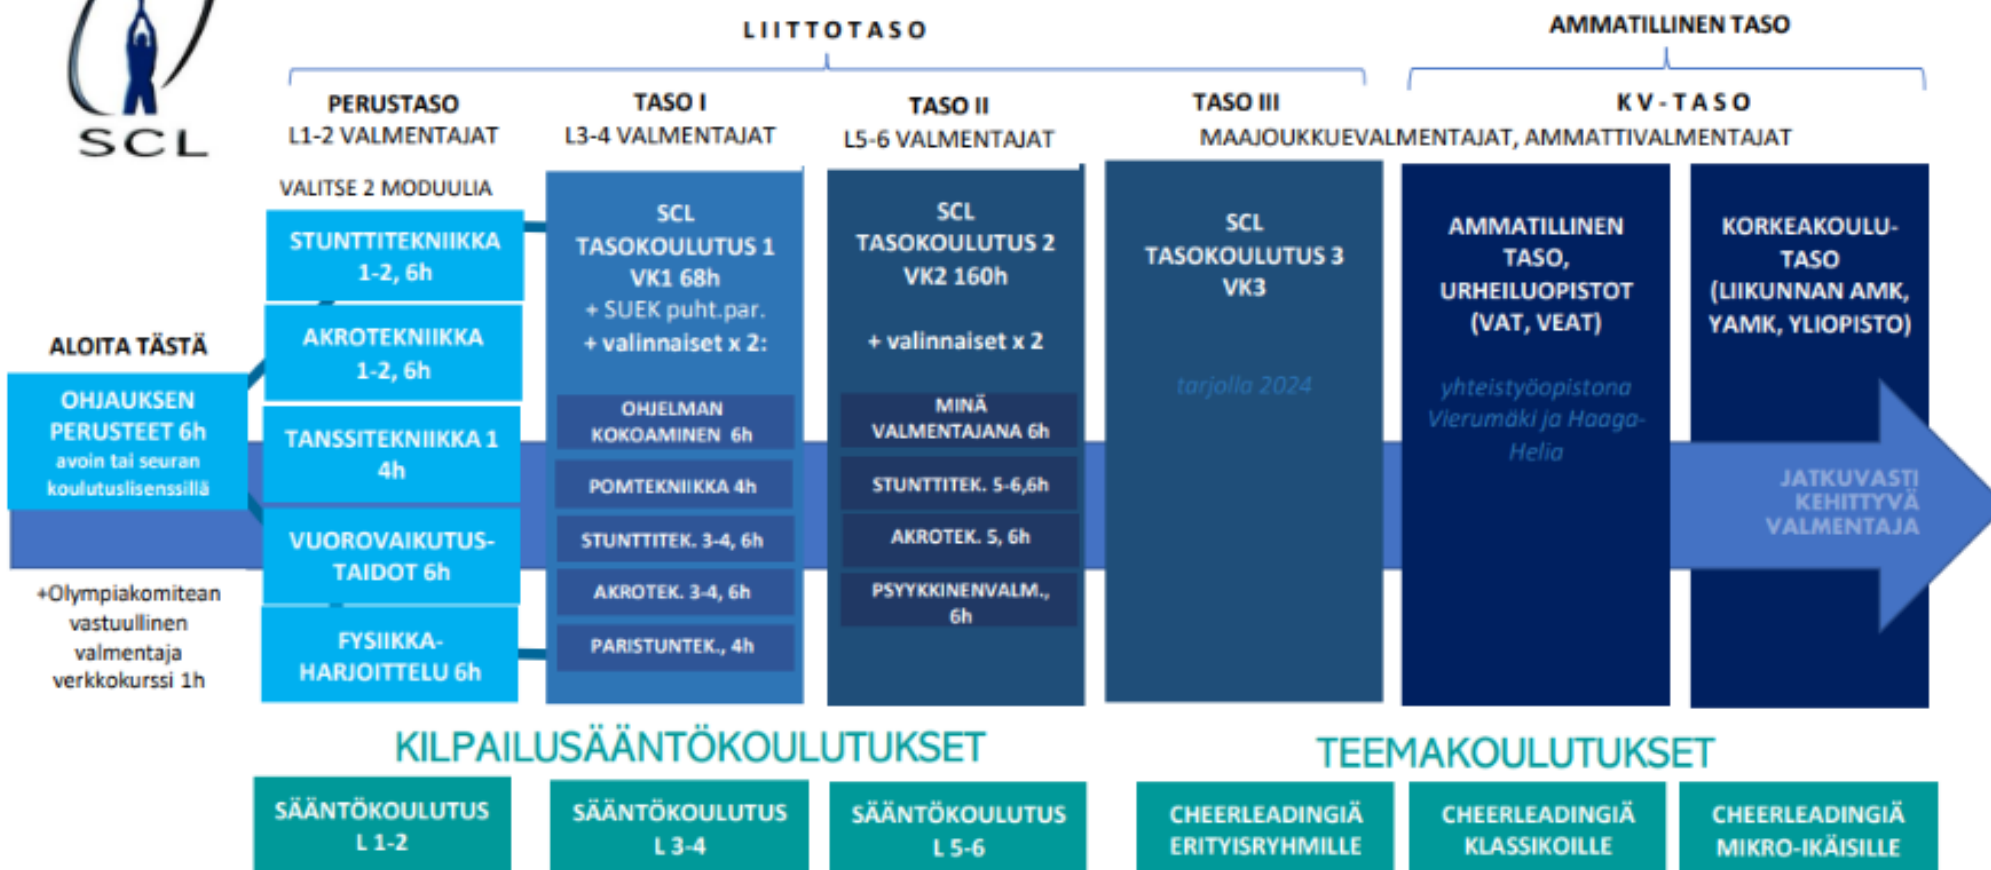 SCL
LIITTOTASO
AMMATILLINEN TASO
PERUSTASO
L1-2 VALMENTAJAT
TASO I
L3-4 VALMENTAJAT
TASO II
L5-6 VALMENTAJAT
TASO III
KV-TASO
MAAJOUKKUEVALMENTAJAT, AMMATTIVALMENTAJAT
ALOITA TÄSTÄ
OHJAUKSEN
PERUSTEET 6h
avoin tai seuran
koulutuslisenssillä
+Olympiakomitean
vastuullinen
valmentaja
verkkokurssi 1h
VALITSE 2 MODUULIA
STUNTTITEKNIIKKA
1-2, 6h
AKROTEKNIIKKA
1-2, 6h
TANSSITEKNIIKKA 1
4h
VUOROVAIKUTUS-
TAIDOT 6h
FYSIIKKA-
HARJOITTELU 6h
SCL
TASOKOULUTUS 1
VK1 68h
+ SUEK puht.par.
+ valinnaiset x 2:
OHJELMAN
KOKOAMINEN 6h
POMTEKNIIKKA 4h
STUNTTITEK. 3-4, 6h
AKROTEK. 3-4, 6h
PARISTUNTEK., 4h
SCL
TASOKOULUTUS 2
VK2 160h
+ valinnaiset x 2
MINÄ
VALMENTAJANA 6h
STUNTTITEK. 5-6,6h
AKROTEK. 5, 6h
PSYYKKINENVALM.,
6h
SCL
TASOKOULUTUS 3
VK3
tarjolla 2024
AMMATILLINEN
TASO,
URHEILUOPISTOT
(VAT, VEAT)
yhteistyöopistona
Vierumäki ja Haaga-
Helia
KORKEAKOULU-
TASO
(LIIKUNNAN AMK,
YAMK, YLIOPISTO)
JATKUVASTI
KEHITTYVÄ
VALMENTAJA
KILPAILUSÄÄNTÖKOULUTUKSET
SÄÄNTÖKOULUTUS
L 1-2
SÄÄNTÖKOULUTUS
L 3-4
SÄÄNTÖKOULUTUS
L 5-6
TEEMAKOULUTUKSET
CHEERLEADINGIÄ
ERITYISRYHMILLE
CHEERLEADINGIÄ
KLASSIKOILLE
CHEERLEADINGIÄ
MIKRO-IKÄISILLE